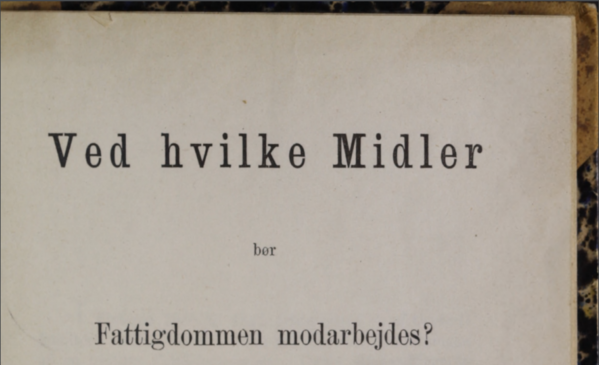 Ved hvilke Midler
bør
Fattigdommen modarbejdes?